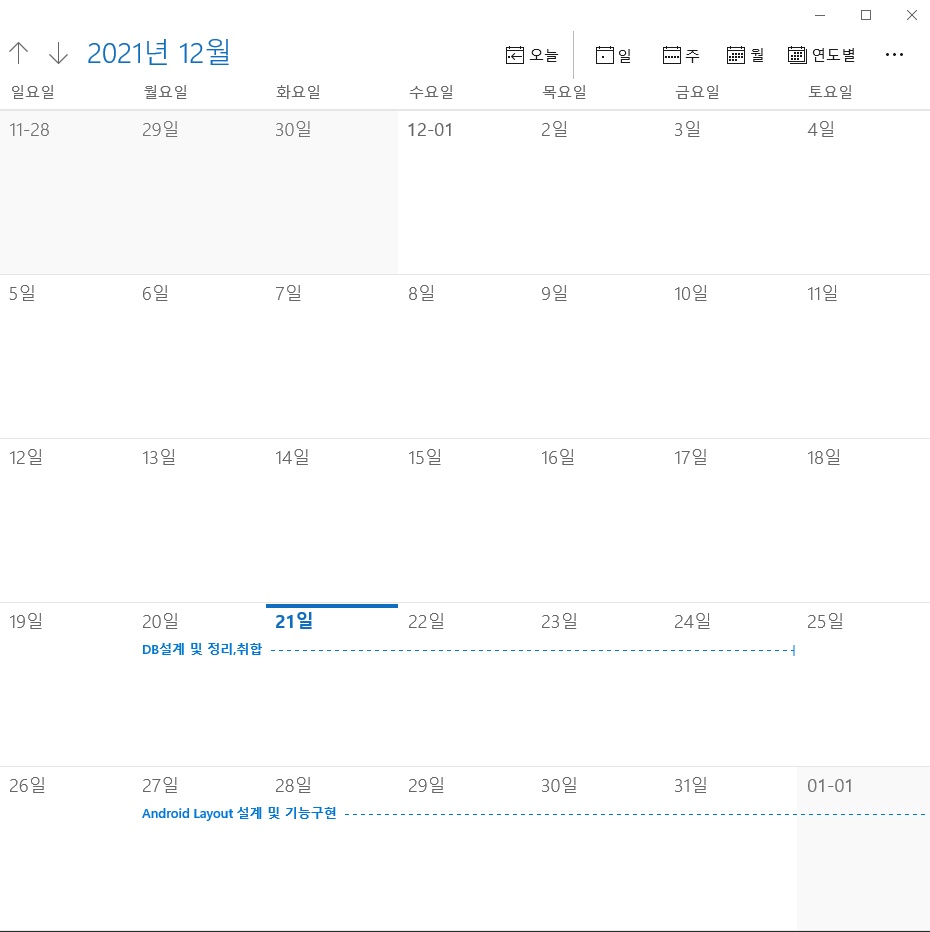 2021년 12월 오늘 일 주 월 연도별 ...
일요일 월요일 화요일 수요일 목요일 금요일 토요일
11-28 29일 30일 12-01 2일 3일 4일
5일 6일 7일 8일 9일 10일 11일
12일 13일 14일 15일 16일 17일 18일
19일 20일 21일 22일 23일 24일 25일
DB설계 및 정리,취합
26일 27일 28일 29일 30일 31일 01-01
Android Layout 설계 및 기능구현